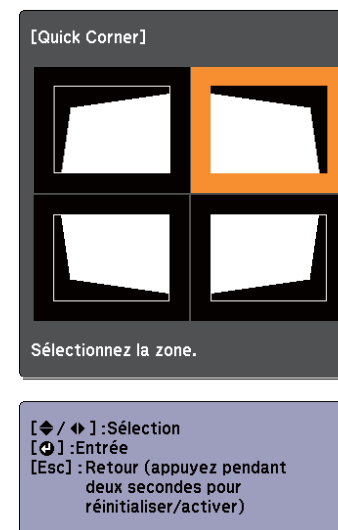 [Quick Corner]
Sélectionnez la zone.
[◆/◆] :Sélection
[↵] :Entrée
[Esc] : Retour (appuyez pendant
deux secondes pour
réinitialiser/activer)